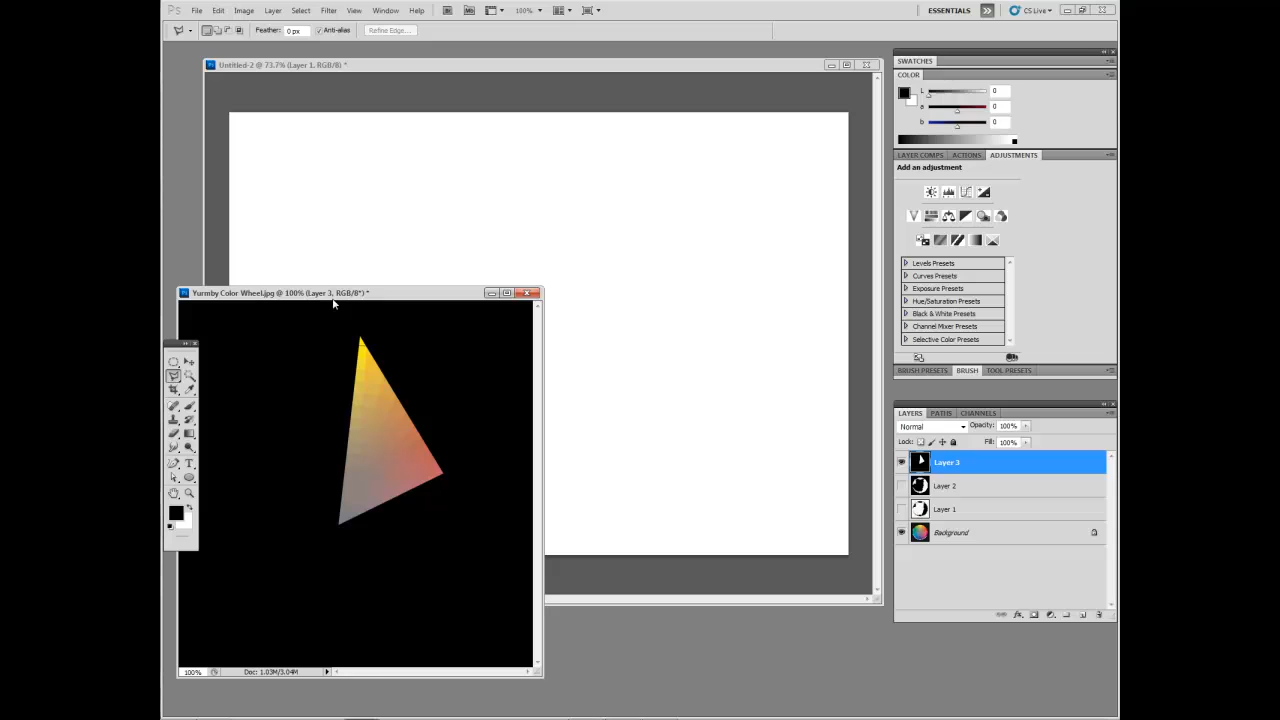 Ps File Edit Image Layer Select Filter Analysis View Window Help 100% ESSENTIALS CS Live
Feather: 0 px Anti-alias Refine Edge...
Untitled-2 @ 73.7% (Layer 1, RGB/8) *
SWATCHES
COLOR
L 0
a 0
b 0
LAYER COMPS ACTIONS ADJUSTMENTS
Add an adjustment
Levels Presets
Curves Presets
Exposure Presets
Hue/Saturation Presets
Black & White Presets
Channel Mixer Presets
Selective Color Presets
BRUSH PRESETS BRUSH TOOL PRESETS
Yurmby Color Wheel.jpg @ 100% (Layer 3, RGB/8*) *
100% Doc: 1.03M/3.04M
LAYERS PATHS CHANNELS
Normal Opacity: 100%
Lock: Fill: 100%
Layer 3
Layer 2
Layer 1
Background